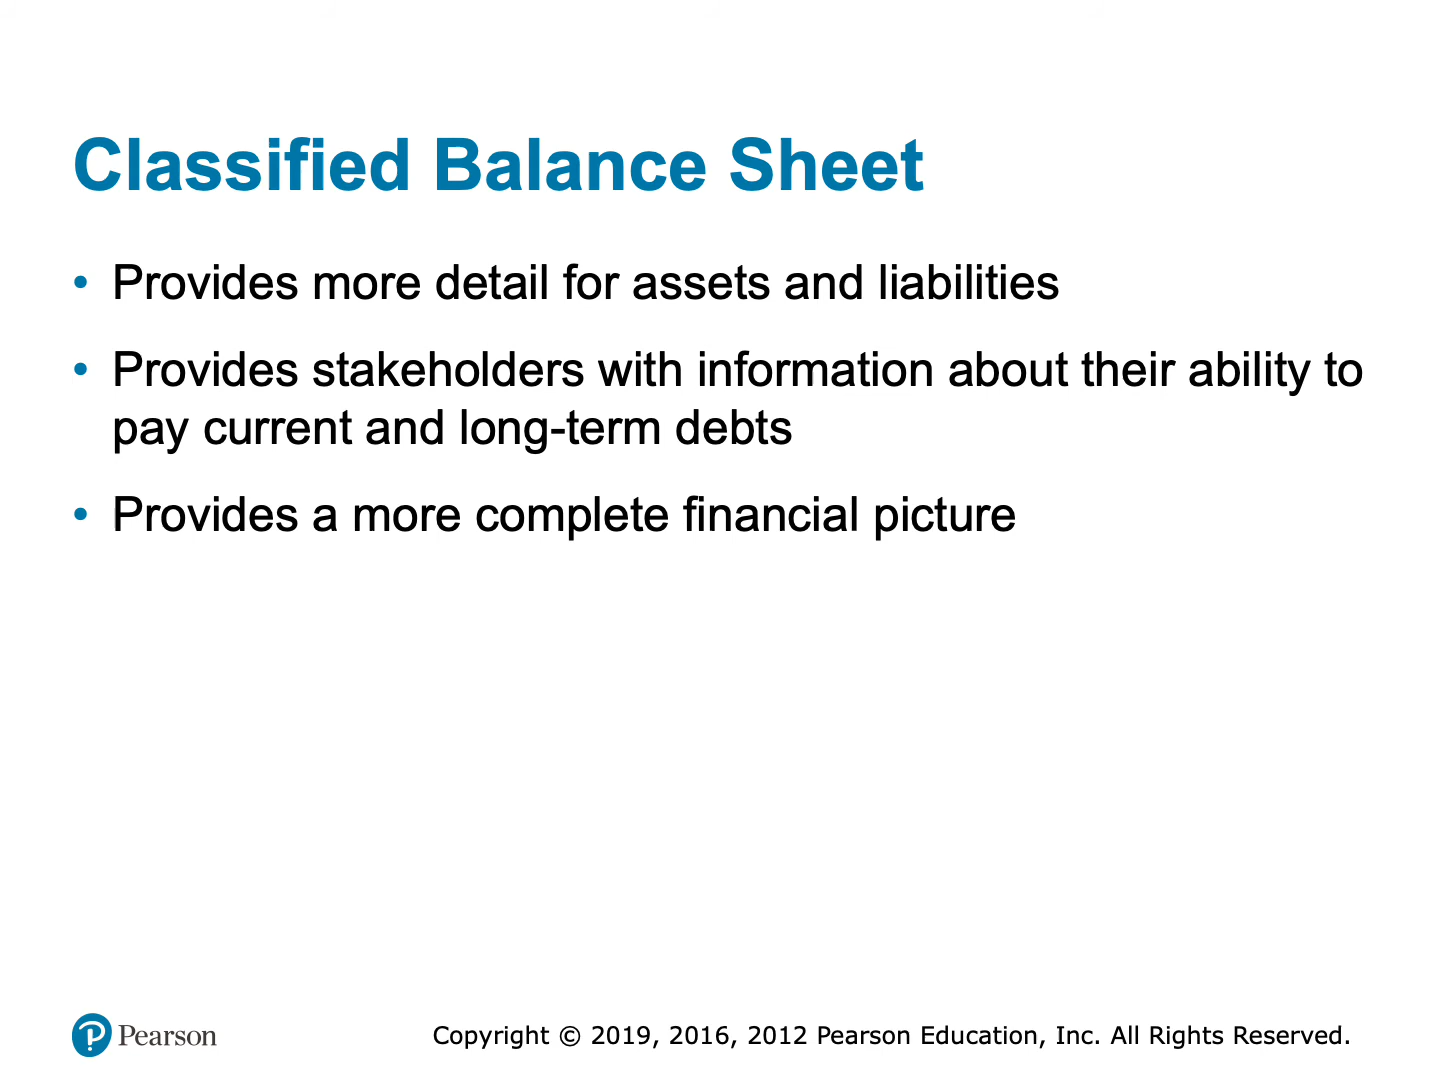 Classified Balance Sheet
• Provides more detail for assets and liabilities
• Provides stakeholders with information about their ability to
pay current and long-term debts
• Provides a more complete financial picture
Pearson
Copyright © 2019, 2016, 2012 Pearson Education, Inc. All Rights Reserved.